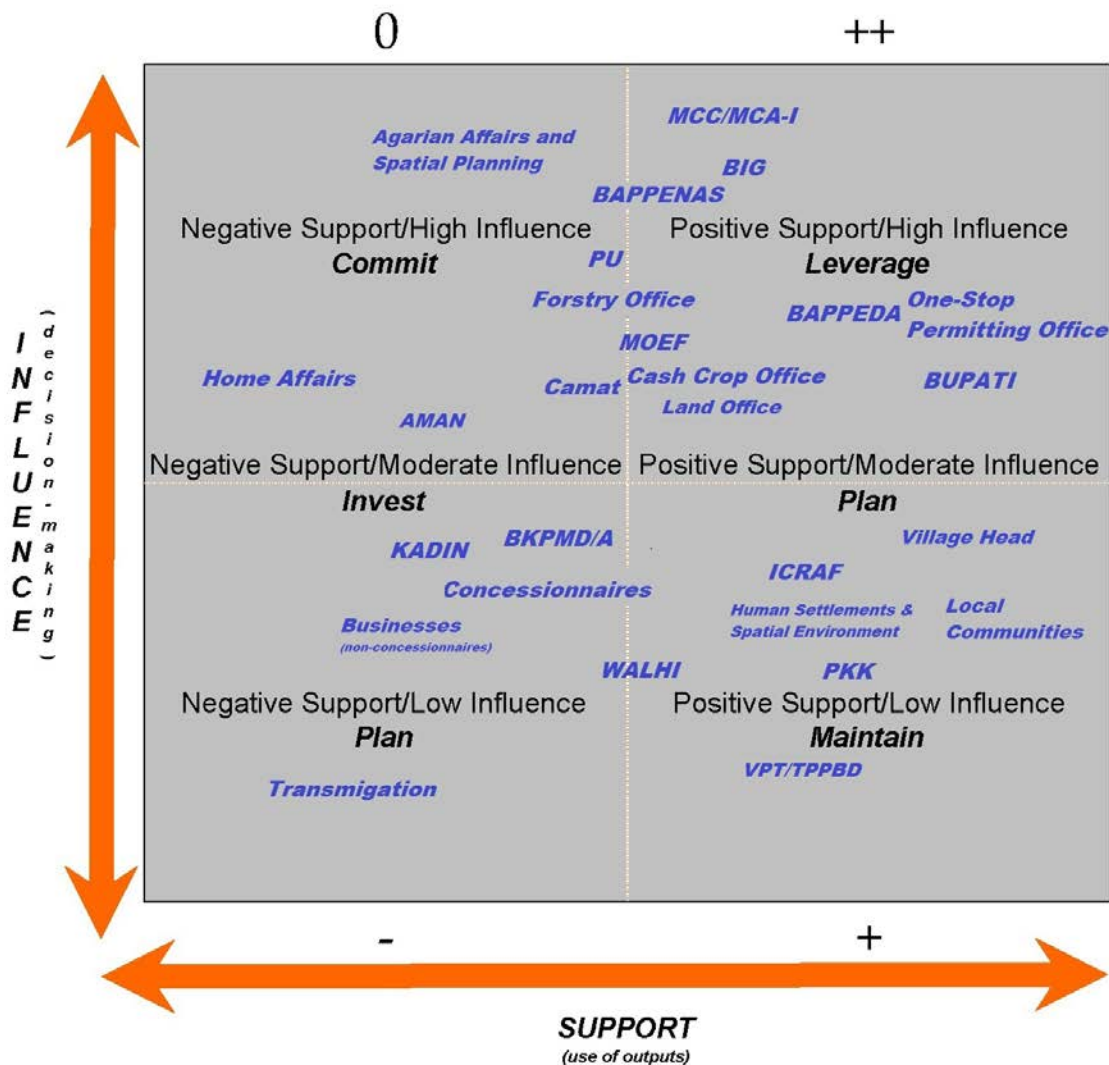 0
++
MCC/MCA-I
Agarian Affairs and
Spatial Planning
BIG
BAPPENAS
Negative Support/High Influence
Commit
Positive Support/High Influence
Leverage
PU
Forstry Office
BAPPEDA
One-Stop
Permitting Office
MOEF
Home Affairs
Camat
Cash Crop Office
BUPATI
Land Office
AMAN
Negative Support/Moderate Influence
Invest
Positive Support/Moderate Influence
Plan
INFLUENCE
(decision-making)
BKPMD/A
KADIN
Village Head
ICRAF
Concessionnaires
Human Settlements &
Spatial Environment
Local
Communities
Businesses
(non-concessionnaires)
WALHI
PKK
Negative Support/Low Influence
Plan
Positive Support/Low Influence
Maintain
VPT/TPPBD
Transmigation
-
+
SUPPORT
(use of outputs)